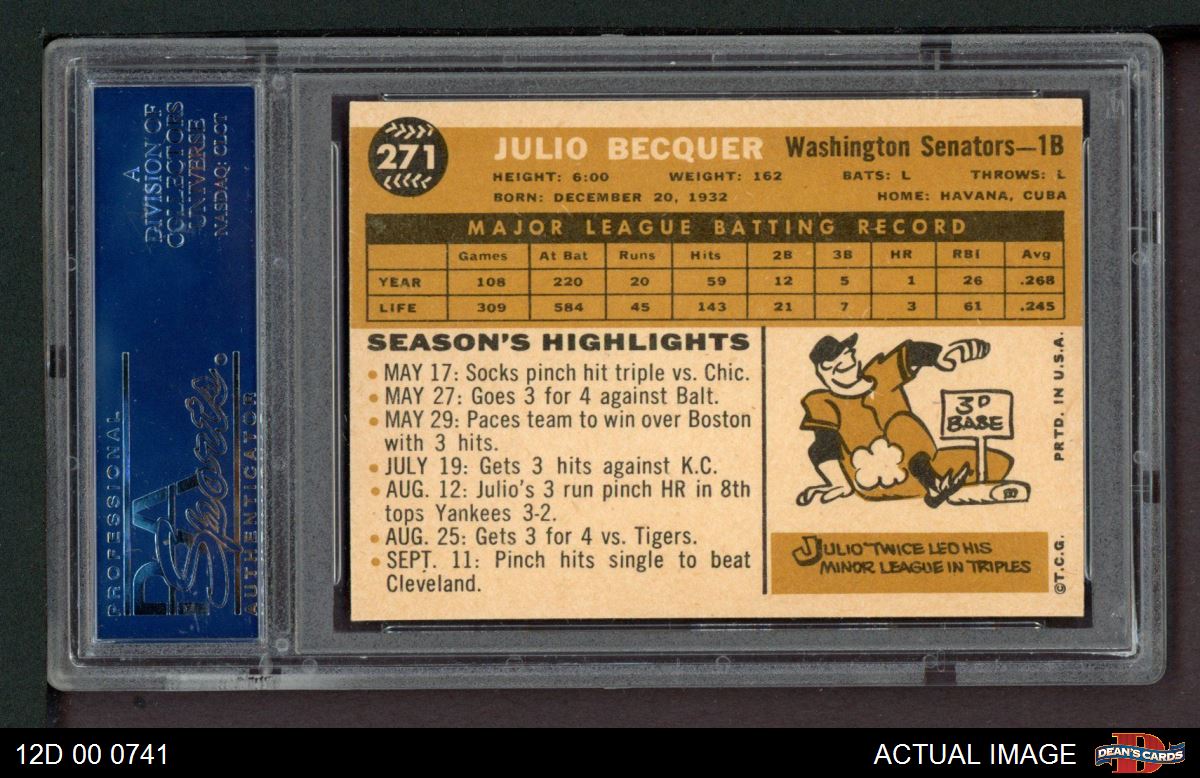 A
DIVISION OF
COLLECTORS
UNIVERSE
NASDAQ: CLCT
PROFESSIONAL
PSA
Sports
AUTHENTICATOR
271
JULIO BECQUER Washington Senators—1B
HEIGHT: 6:00 WEIGHT: 162 BATS: L THROWS: L
BORN: DECEMBER 20, 1932 HOME: HAVANA, CUBA
MAJOR LEAGUE BATTING RECORD
Games At Bat Runs Hits 2B 3B HR RBI Avg
YEAR 108 220 20 59 12 5 1 26 .268
LIFE 309 584 45 143 21 7 3 61 .245
SEASON'S HIGHLIGHTS
• MAY 17: Socks pinch hit triple vs. Chic.
• MAY 27: Goes 3 for 4 against Balt.
• MAY 29: Paces team to win over Boston
with 3 hits.
• JULY 19: Gets 3 hits against K.C.
• AUG. 12: Julio's 3 run pinch HR in 8th
tops Yankees 3-2.
• AUG. 25: Gets 3 for 4 vs. Tigers.
• SEPT. 11: Pinch hits single to beat
Cleveland.
3D
BASE
JULIO TWICE LED HIS
MINOR LEAGUE IN TRIPLES
PRTD. IN U.S.A.
©T.C.G.
12D 00 0741
ACTUAL IMAGE
DEAN'S CARDS